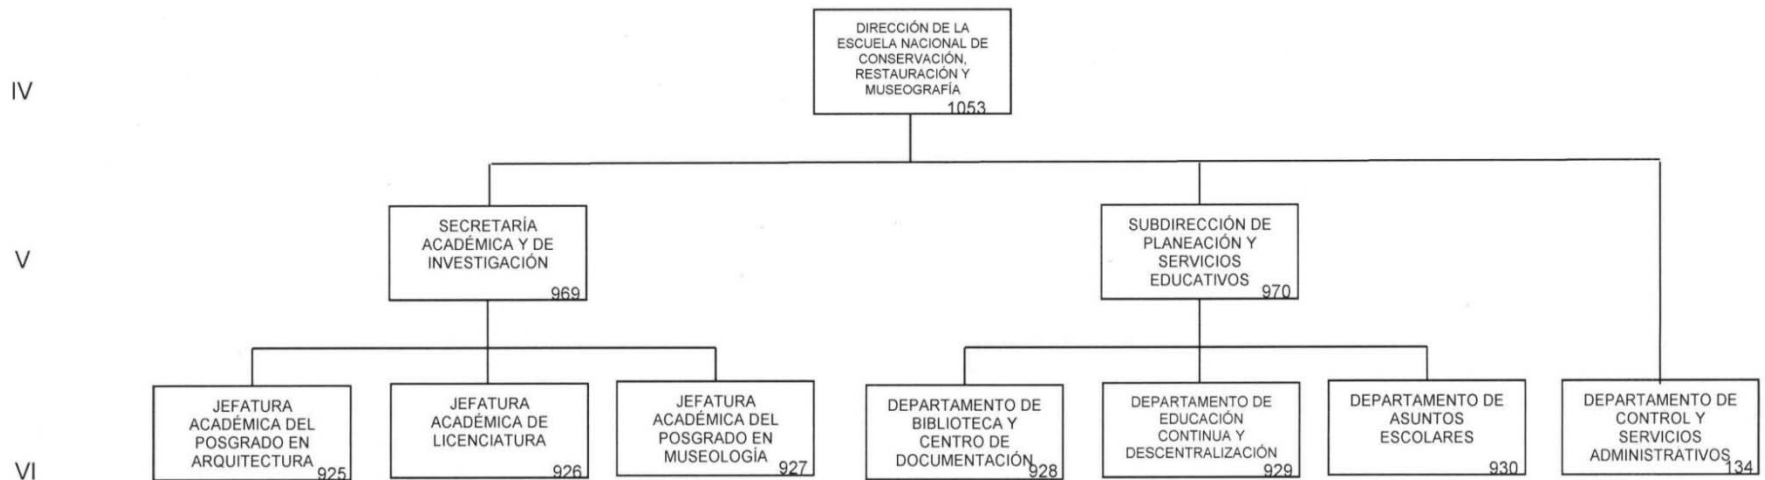 DIRECCIÓN DE LA
ESCUELA NACIONAL DE
CONSERVACIÓN,
RESTAURACIÓN Y
MUSEOGRAFÍA
1053
IV
SECRETARÍA
ACADÉMICA Y DE
INVESTIGACIÓN
969
SUBDIRECCIÓN DE
PLANEACIÓN Y
SERVICIOS
EDUCATIVOS
970
V
JEFATURA
ACADÉMICA DEL
POSGRADO EN
ARQUITECTURA
925
JEFATURA
ACADÉMICA DE
LICENCIATURA
926
JEFATURA
ACADÉMICA DEL
POSGRADO EN
MUSEOLOGÍA
927
DEPARTAMENTO DE
BIBLIOTECA Y
CENTRO DE
DOCUMENTACIÓN
928
DEPARTAMENTO DE
EDUCACIÓN
CONTINUA Y
DESCENTRALIZACIÓN
929
DEPARTAMENTO DE
ASUNTOS
ESCOLARES
930
DEPARTAMENTO DE
CONTROL Y
SERVICIOS
ADMINISTRATIVOS
134
VI